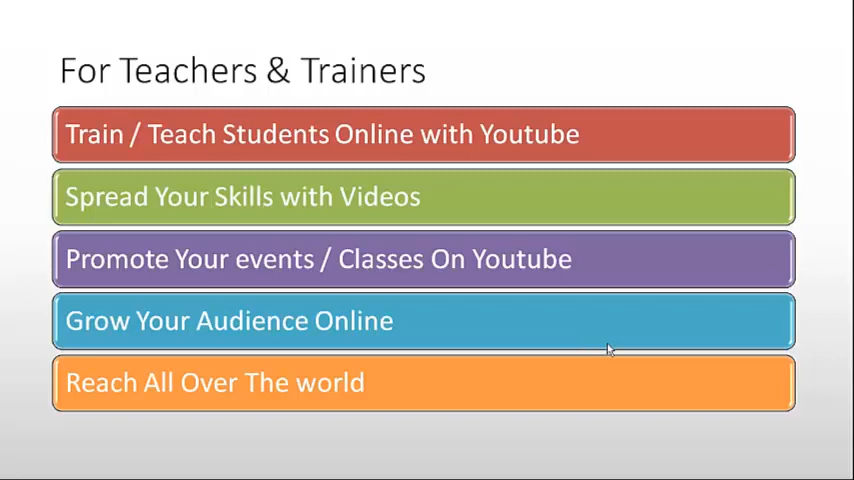 For Teachers & Trainers
Train / Teach Students Online with Youtube
Spread Your Skills with Videos
Promote Your events / Classes On Youtube
Grow Your Audience Online
Reach All Over The world